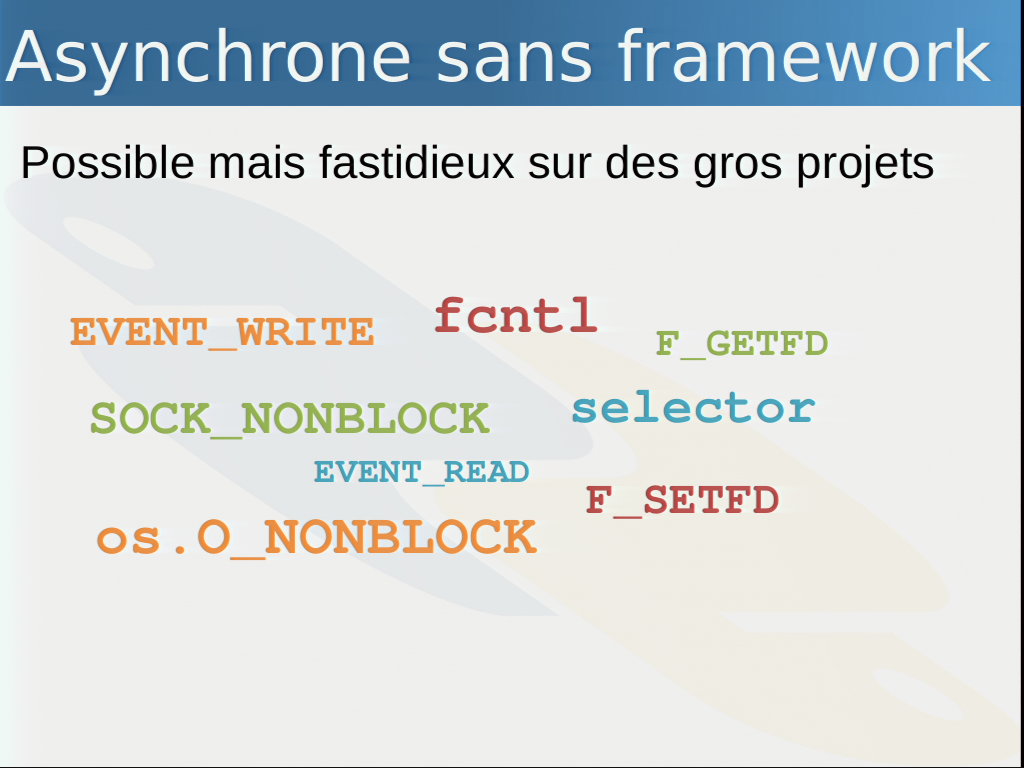 Asynchrone sans framework
Possible mais fastidieux sur des gros projets
EVENT_WRITE
fcntl
F_GETFD
SOCK_NONBLOCK
selector
EVENT_READ
F_SETFD
os.O_NONBLOCK